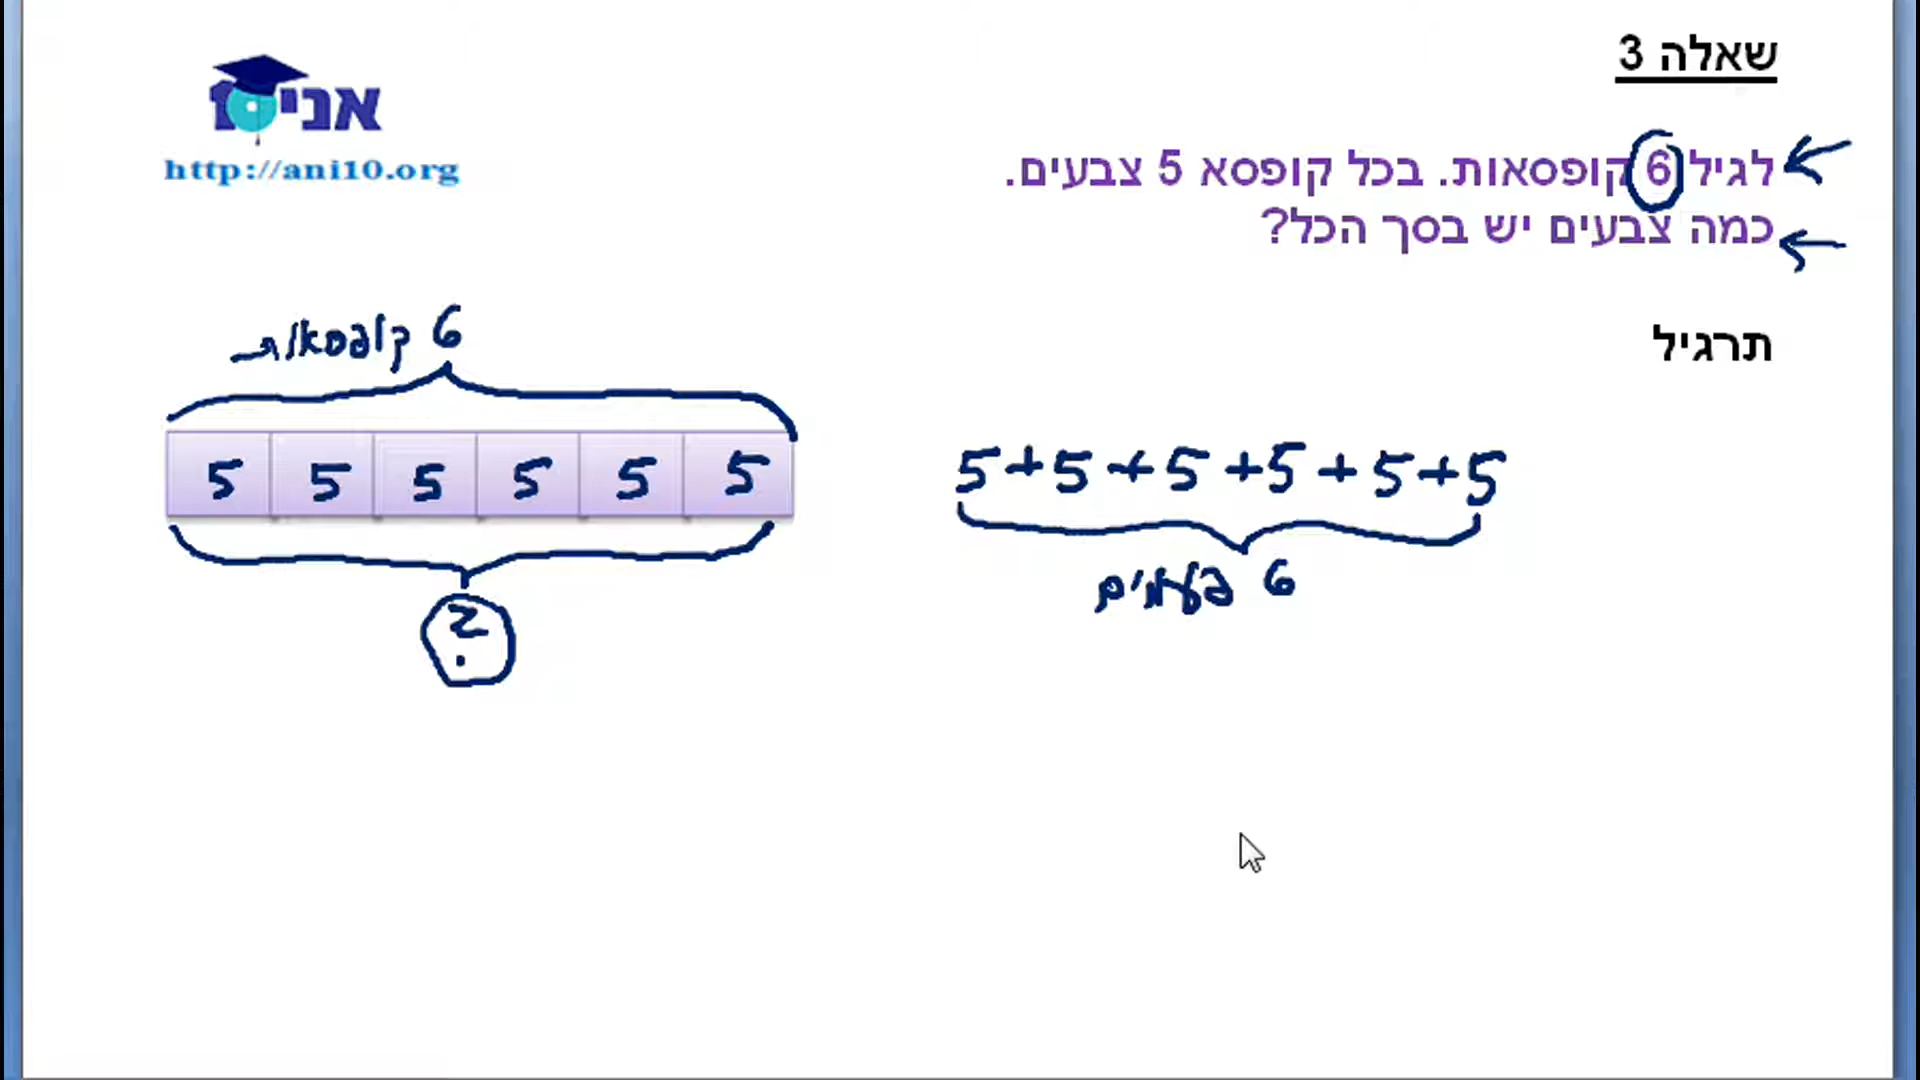 שאלה 3
אני10
http://ani10.org
לגיל 6 קופסאות. בכל קופסא 5 צבעים.
כמה צבעים יש בסך הכל?
תרגיל
6 קופסאות
5 5 5 5 5 5
?
5+5+5+5+5+5
6 פעמים